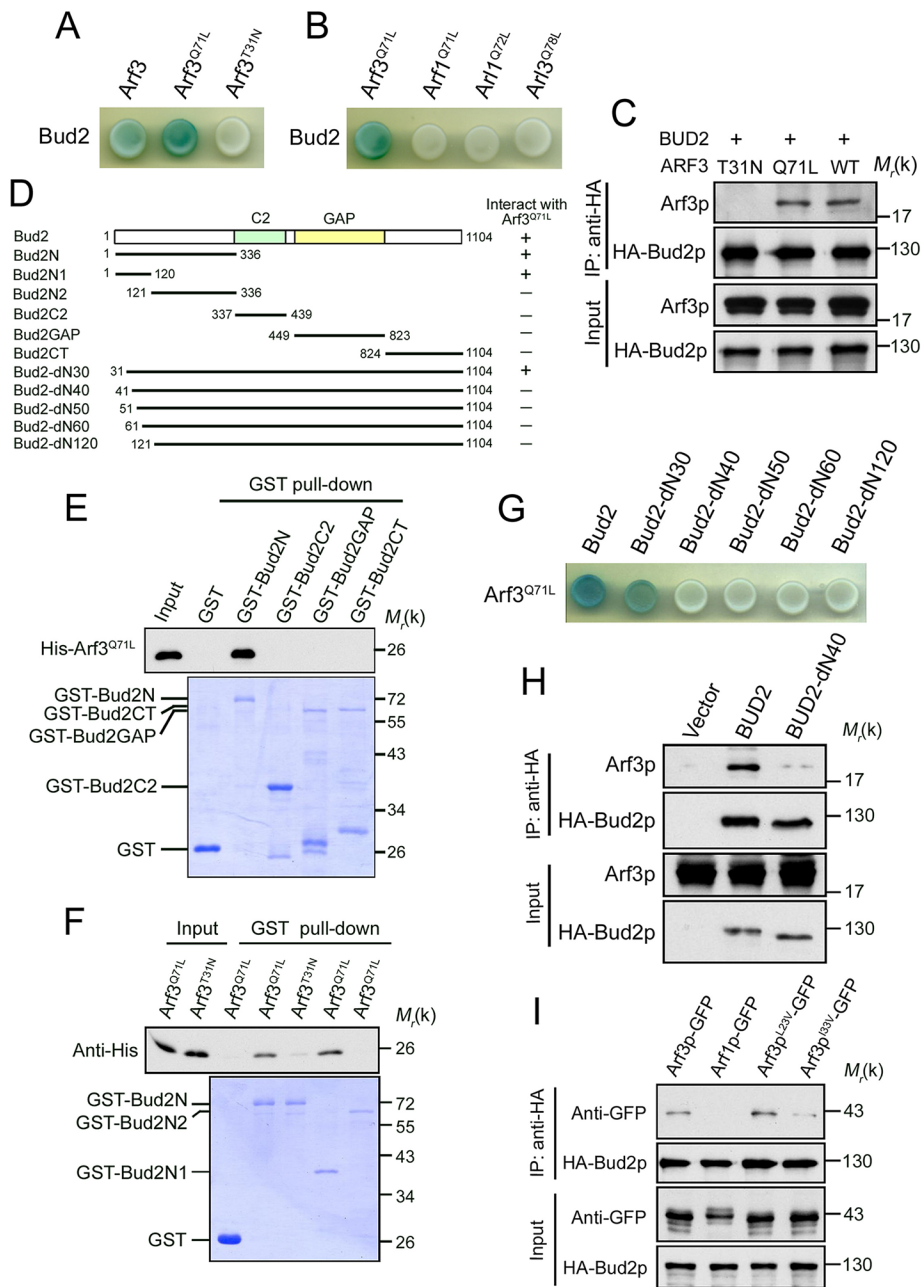 A
Arf3 Arf3Q71L Arf3T31N
Bud2
B
Arf3Q71L Arf1Q71L Arl1Q72L Arl3Q78L
Bud2
C
BUD2 + + +
ARF3 T31N Q71L WT Mr(k)
IP: anti-HA
Arf3p 17
HA-Bud2p 130
Input
Arf3p 17
HA-Bud2p 130
D
C2 GAP Interact with Arf3Q71L
Bud2 1 1104 +
Bud2N 1 336 +
Bud2N1 1 120 +
Bud2N2 121 336 —
Bud2C2 337 439 —
Bud2GAP 449 823 —
Bud2CT 824 1104 —
Bud2-dN30 31 1104 +
Bud2-dN40 41 1104 —
Bud2-dN50 51 1104 —
Bud2-dN60 61 1104 —
Bud2-dN120 121 1104 —
E
GST pull-down
Input GST GST-Bud2N GST-Bud2C2 GST-Bud2GAP GST-Bud2CT
Mr(k)
His-Arf3Q71L 26
GST-Bud2N 72
GST-Bud2CT
55
GST-Bud2GAP
43
GST-Bud2C2
34
GST 26
F
Input GST pull-down
Arf3Q71L Arf3T31N Arf3Q71L Arf3Q71L Arf3T31N Arf3Q71L Arf3Q71L
Mr(k)
Anti-His 26
GST-Bud2N 72
GST-Bud2N2
55
43
GST-Bud2N1
34
GST 26
G
Bud2 Bud2-dN30 Bud2-dN40 Bud2-dN50 Bud2-dN60 Bud2-dN120
Arf3Q71L
H
Vector BUD2 BUD2-dN40
Mr(k)
IP: anti-HA
Arf3p 17
HA-Bud2p 130
Input
Arf3p 17
HA-Bud2p 130
I
Arf3p-GFP Arf1p-GFP Arf3pL23V-GFP Arf3pI33V-GFP
Mr(k)
IP: anti-HA
Anti-GFP 43
HA-Bud2p 130
Input
Anti-GFP 43
HA-Bud2p 130